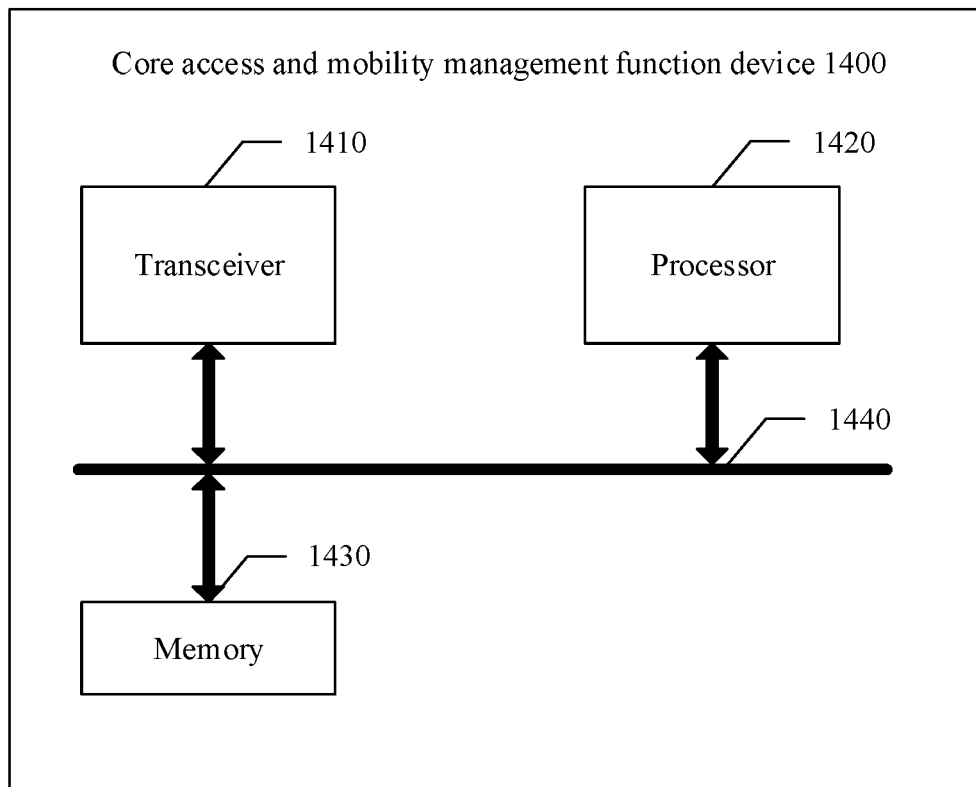 Core access and mobility management function device 1400
1410
1420
Transceiver
Processor
1440
1430
Memory